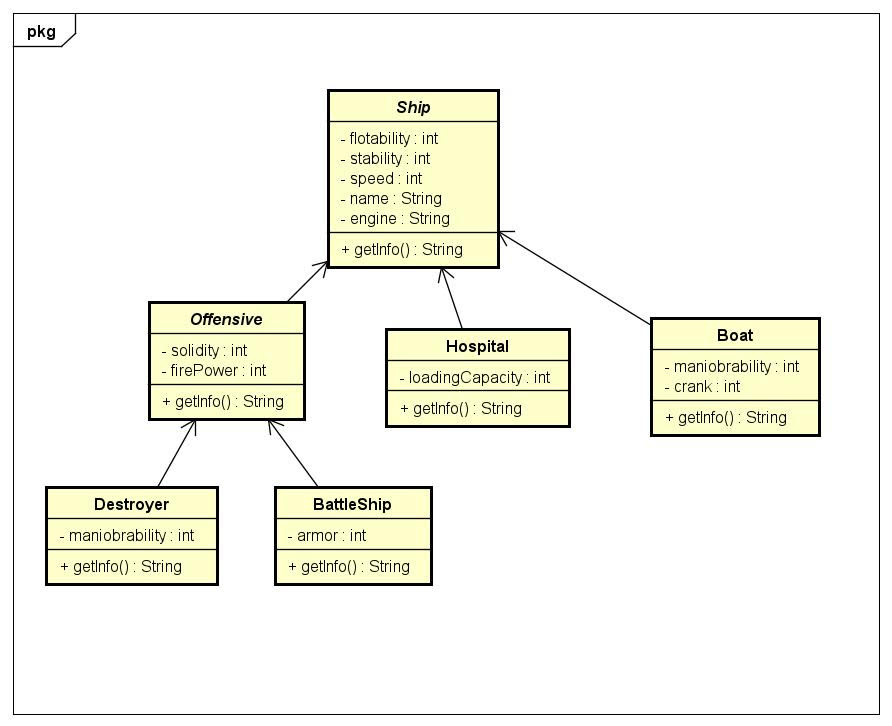 pkg
Ship
- flotability : int
- stability : int
- speed : int
- name : String
- engine : String
+ getInfo() : String
Offensive
- solidity : int
- firePower : int
+ getInfo() : String
Hospital
- loadingCapacity : int
+ getInfo() : String
Boat
- maniobrability : int
- crank : int
+ getInfo() : String
Destroyer
- maniobrability : int
+ getInfo() : String
BattleShip
- armor : int
+ getInfo() : String